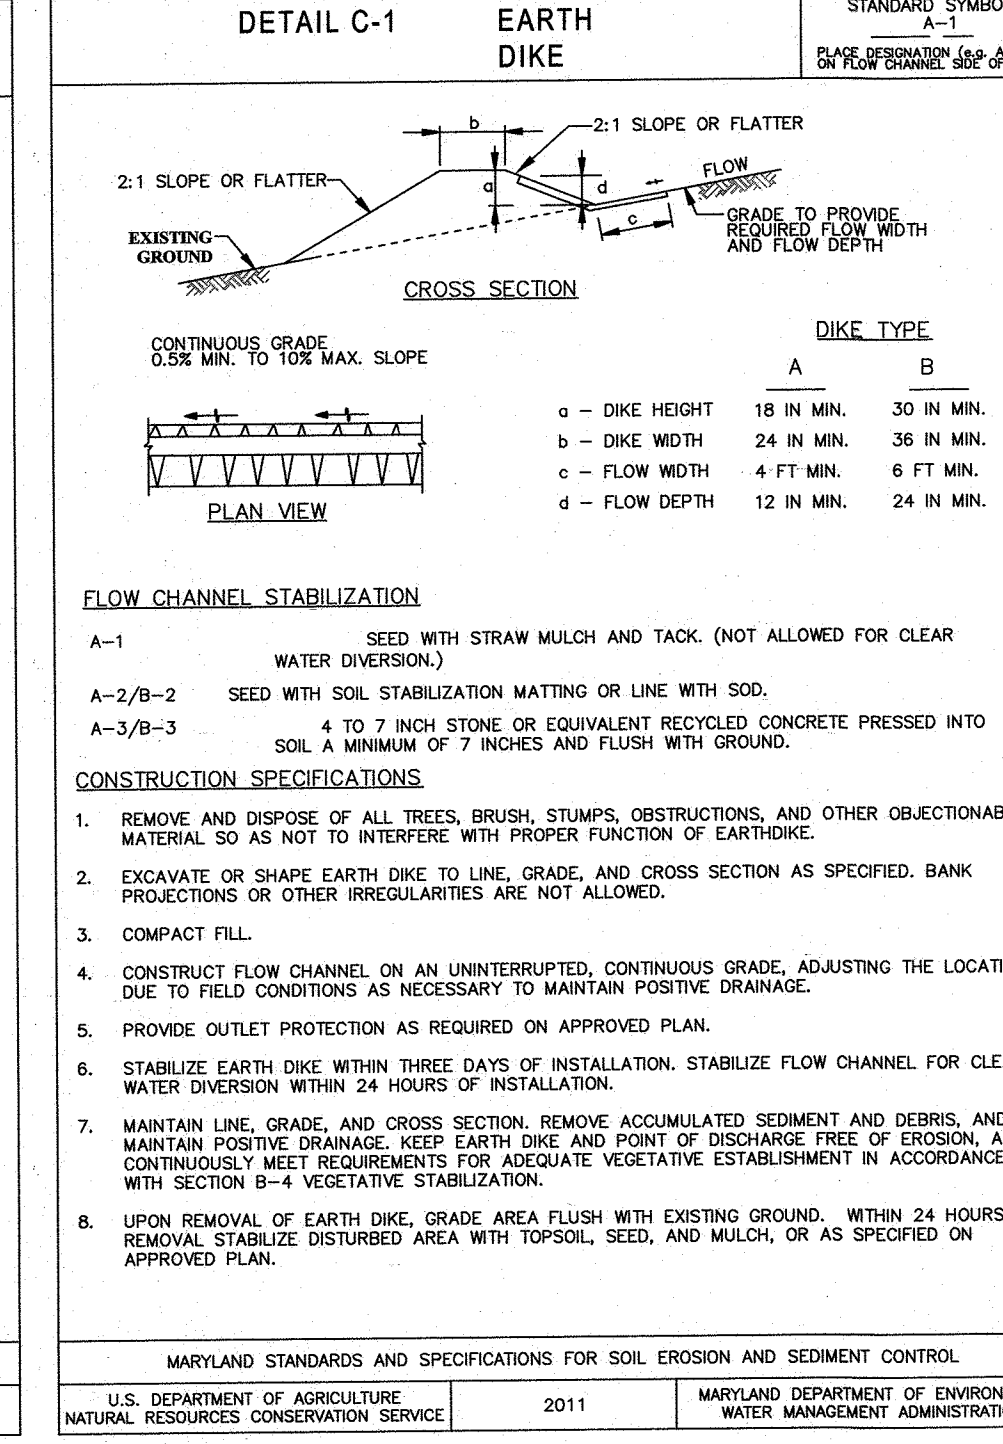 DETAIL C-1 EARTH
DIKE
STANDARD
A-1
PLACE DESIGNATION (e.g.
ON FLOW CHANNEL SIDE
b
2:1 SLOPE OR FLATTER
2:1 SLOPE OR FLATTER
a
d
FLOW
c
GRADE TO PROVIDE
REQUIRED FLOW WIDTH
AND FLOW DEPTH
EXISTING
GROUND
CROSS SECTION
CONTINUOUS GRADE
0.5% MIN. TO 10% MAX. SLOPE
PLAN VIEW
DIKE TYPE
A B
a – DIKE HEIGHT 18 IN MIN. 30 IN MIN.
b – DIKE WIDTH 24 IN MIN. 36 IN MIN.
c – FLOW WIDTH 4 FT MIN. 6 FT MIN.
d – FLOW DEPTH 12 IN MIN. 24 IN MIN.
FLOW CHANNEL STABILIZATION
A-1 SEED WITH STRAW MULCH AND TACK. (NOT ALLOWED FOR CLEAR
WATER DIVERSION.)
A-2/B-2 SEED WITH SOIL STABILIZATION MATTING OR LINE WITH SOD.
A-3/B-3 4 TO 7 INCH STONE OR EQUIVALENT RECYCLED CONCRETE PRESSED INTO
SOIL A MINIMUM OF 7 INCHES AND FLUSH WITH GROUND.
CONSTRUCTION SPECIFICATIONS
1. REMOVE AND DISPOSE OF ALL TREES, BRUSH, STUMPS, OBSTRUCTIONS, AND OTHER
MATERIAL SO AS NOT TO INTERFERE WITH PROPER FUNCTION OF EARTHDIKE.
2. EXCAVATE OR SHAPE EARTH DIKE TO LINE, GRADE, AND CROSS SECTION AS SPECIFIED. BANK
PROJECTIONS OR OTHER IRREGULARITIES ARE NOT ALLOWED.
3. COMPACT FILL.
4. CONSTRUCT FLOW CHANNEL ON AN UNINTERRUPTED, CONTINUOUS GRADE, ADJUSTING THE
DUE TO FIELD CONDITIONS AS NECESSARY TO MAINTAIN POSITIVE DRAINAGE.
5. PROVIDE OUTLET PROTECTION AS REQUIRED ON APPROVED PLAN.
6. STABILIZE EARTH DIKE WITHIN THREE DAYS OF INSTALLATION. STABILIZE FLOW CHANNEL FOR
WATER DIVERSION WITHIN 24 HOURS OF INSTALLATION.
7. MAINTAIN LINE, GRADE, AND CROSS SECTION. REMOVE ACCUMULATED SEDIMENT AND DEBRIS, AND
MAINTAIN POSITIVE DRAINAGE. KEEP EARTH DIKE AND POINT OF DISCHARGE FREE OF EROSION,
CONTINUOUSLY MEET REQUIREMENTS FOR ADEQUATE VEGETATIVE ESTABLISHMENT IN ACCORDANCE
WITH SECTION B-4 VEGETATIVE STABILIZATION.
8. UPON REMOVAL OF EARTH DIKE, GRADE AREA FLUSH WITH EXISTING GROUND. WITHIN 24 HOURS
REMOVAL STABILIZE DISTURBED AREA WITH TOPSOIL, SEED, AND MULCH, OR AS SPECIFIED ON
APPROVED PLAN.
MARYLAND STANDARDS AND SPECIFICATIONS FOR SOIL EROSION AND SEDIMENT CONTROL
U.S. DEPARTMENT OF AGRICULTURE
NATURAL RESOURCES CONSERVATION SERVICE
2011
MARYLAND DEPARTMENT OF
WATER MANAGEMENT